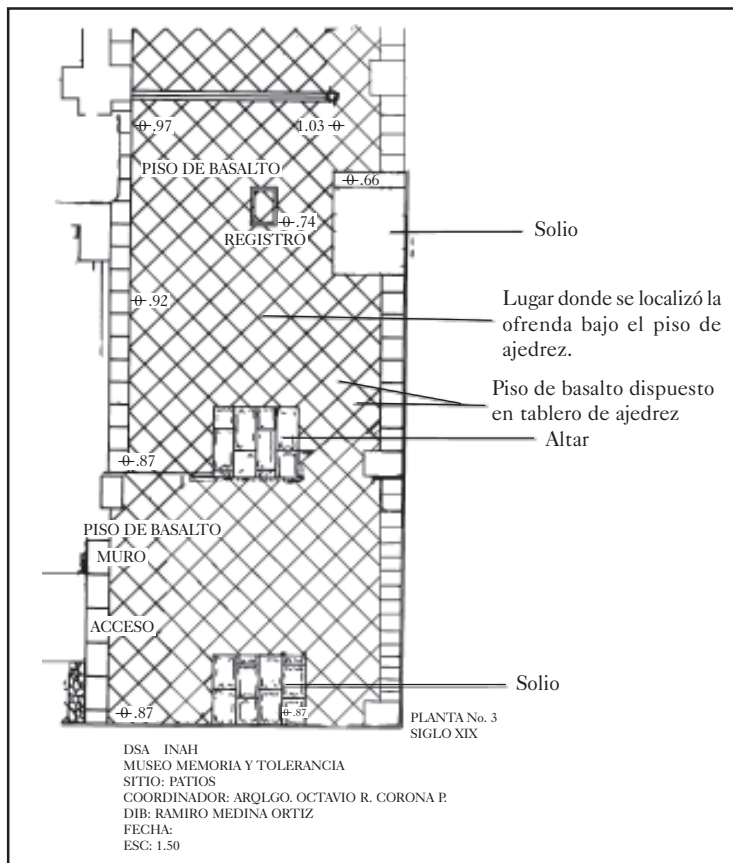 θ .97
1.03 θ
PISO DE BASALTO
θ .66
θ .74
REGISTRO
Solio
θ .92
Lugar donde se localizó la
ofrenda bajo el piso de
ajedrez.
Piso de basalto dispuesto
en tablero de ajedrez
Altar
θ .87
PISO DE BASALTO
MURO
ACCESO
Solio
θ .87
θ .87
PLANTA No. 3
SIGLO XIX
DSA INAH
MUSEO MEMORIA Y TOLERANCIA
SITIO: PATIOS
COORDINADOR: ARQLGO. OCTAVIO R. CORONA P.
DIB: RAMIRO MEDINA ORTIZ
FECHA:
ESC: 1.50